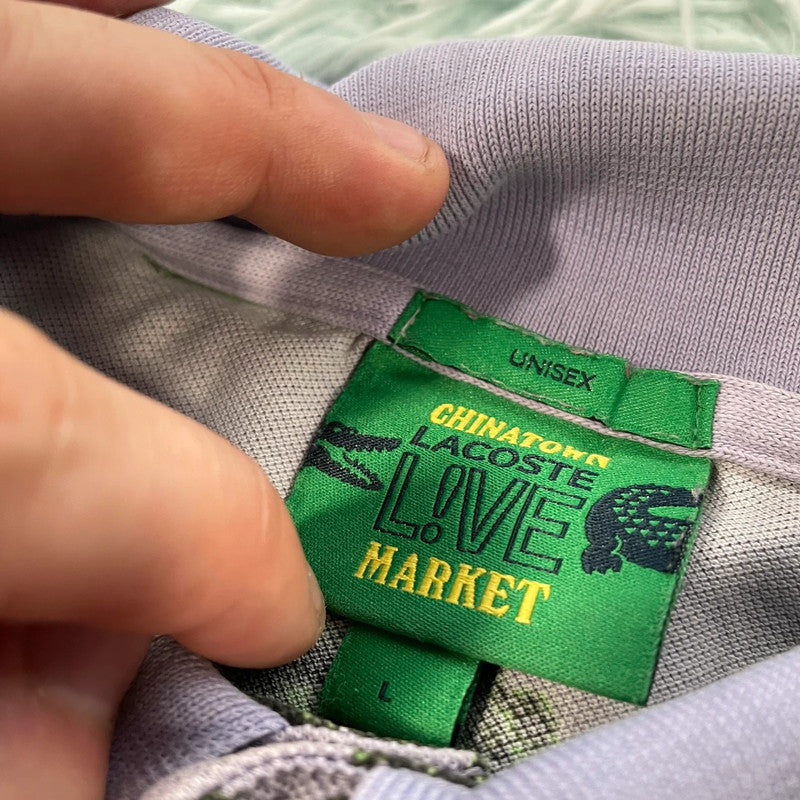 UNISEX
CHINATOWN
LACOSTE
L!VE
MARKET
L